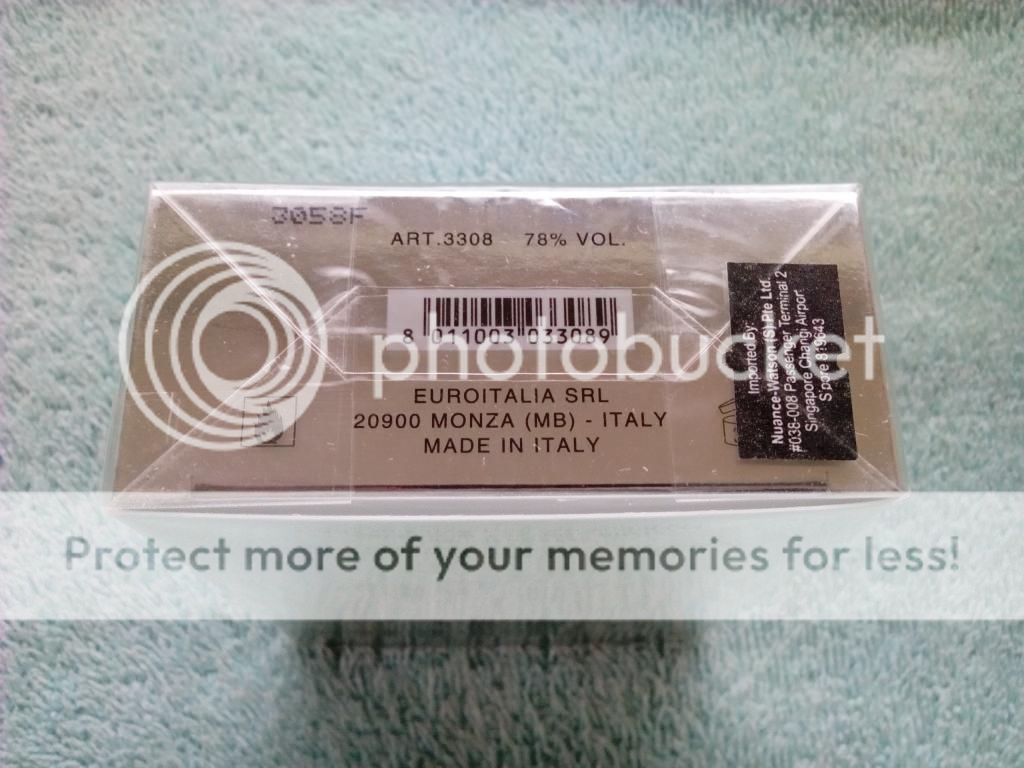 3058F
ART.3308 78% VOL.
8 011003 033089
EUROITALIA SRL
20900 MONZA (MB) - ITALY
MADE IN ITALY
Imported By:
Nuance-Watson (S) Pte Ltd.
#038-008 Passenger Terminal 2
Singapore Changi Airport
S'pore 819643
photobucket
Protect more of your memories for less!